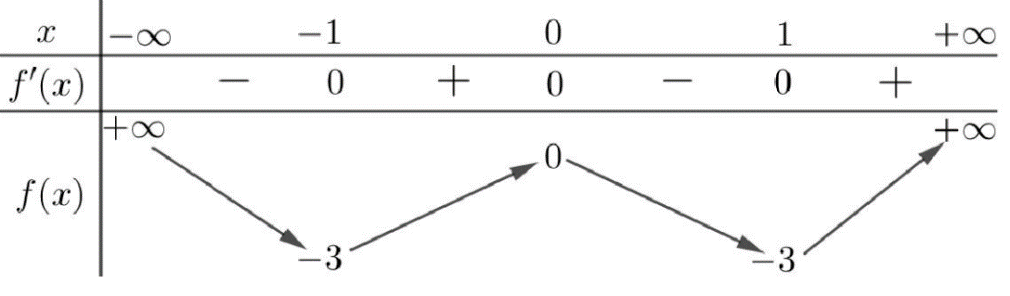 x −∞ −1 0 1 +∞
f′(x) − 0 + 0 − 0 +
+∞ 0 +∞
f(x)
−3 −3